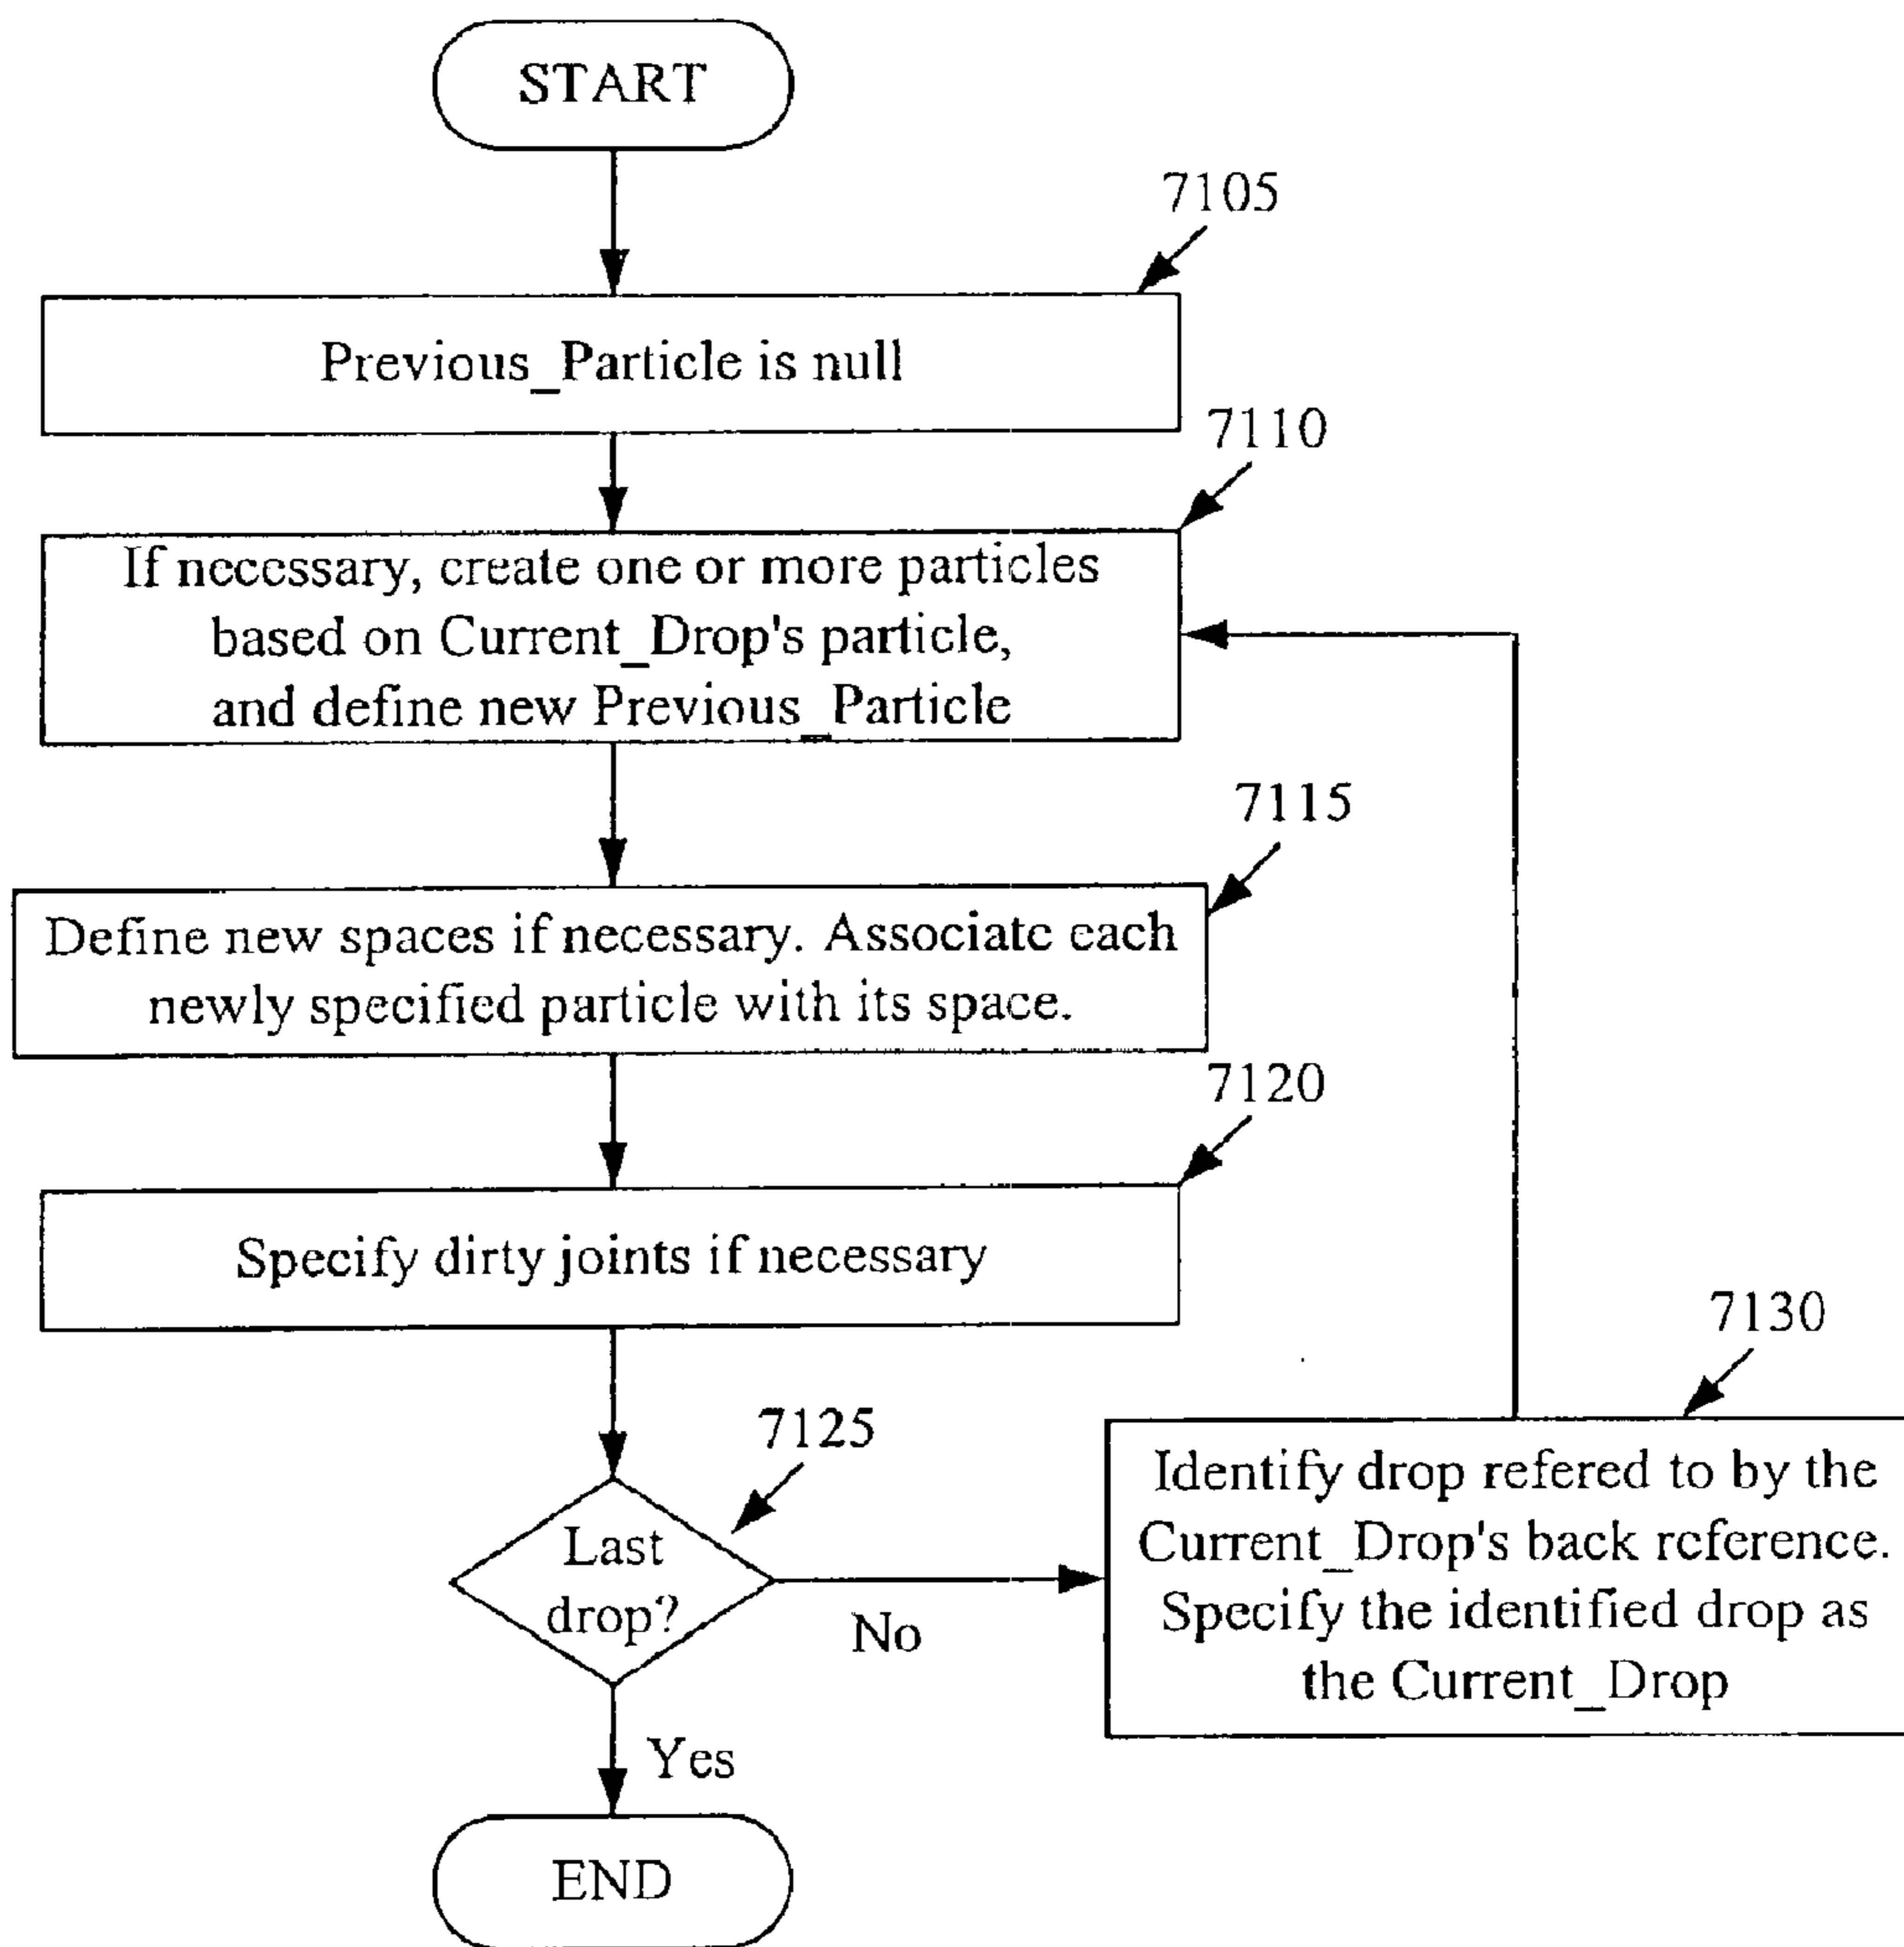 START
7105
Previous_Particle is null
7110
If necessary, create one or more particles
based on Current_Drop's particle,
and define new Previous_Particle
7115
Define new spaces if necessary. Associate each
newly specified particle with its space.
7120
Specify dirty joints if necessary
7125
Last
drop?
No
Yes
7130
Identify drop refered to by the
Current_Drop's back reference.
Specify the identified drop as
the Current_Drop
END